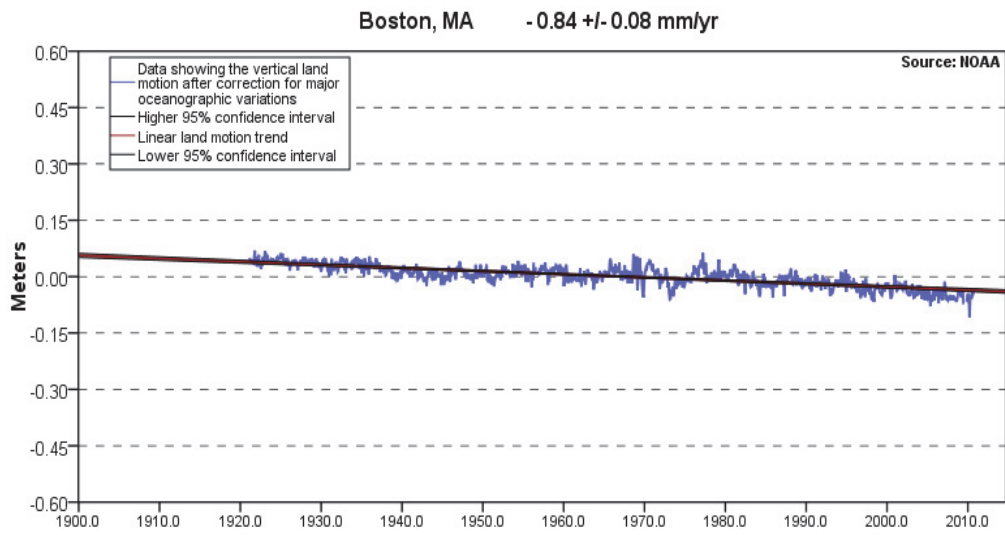 Boston, MA - 0.84 +/- 0.08 mm/yr
Source: NOAA
Data showing the vertical land
motion after correction for major
oceanographic variations
Higher 95% confidence interval
Linear land motion trend
Lower 95% confidence interval
Meters
0.60
0.45
0.30
0.15
0.00
-0.15
-0.30
-0.45
-0.60
1900.0 1910.0 1920.0 1930.0 1940.0 1950.0 1960.0 1970.0 1980.0 1990.0 2000.0 2010.0